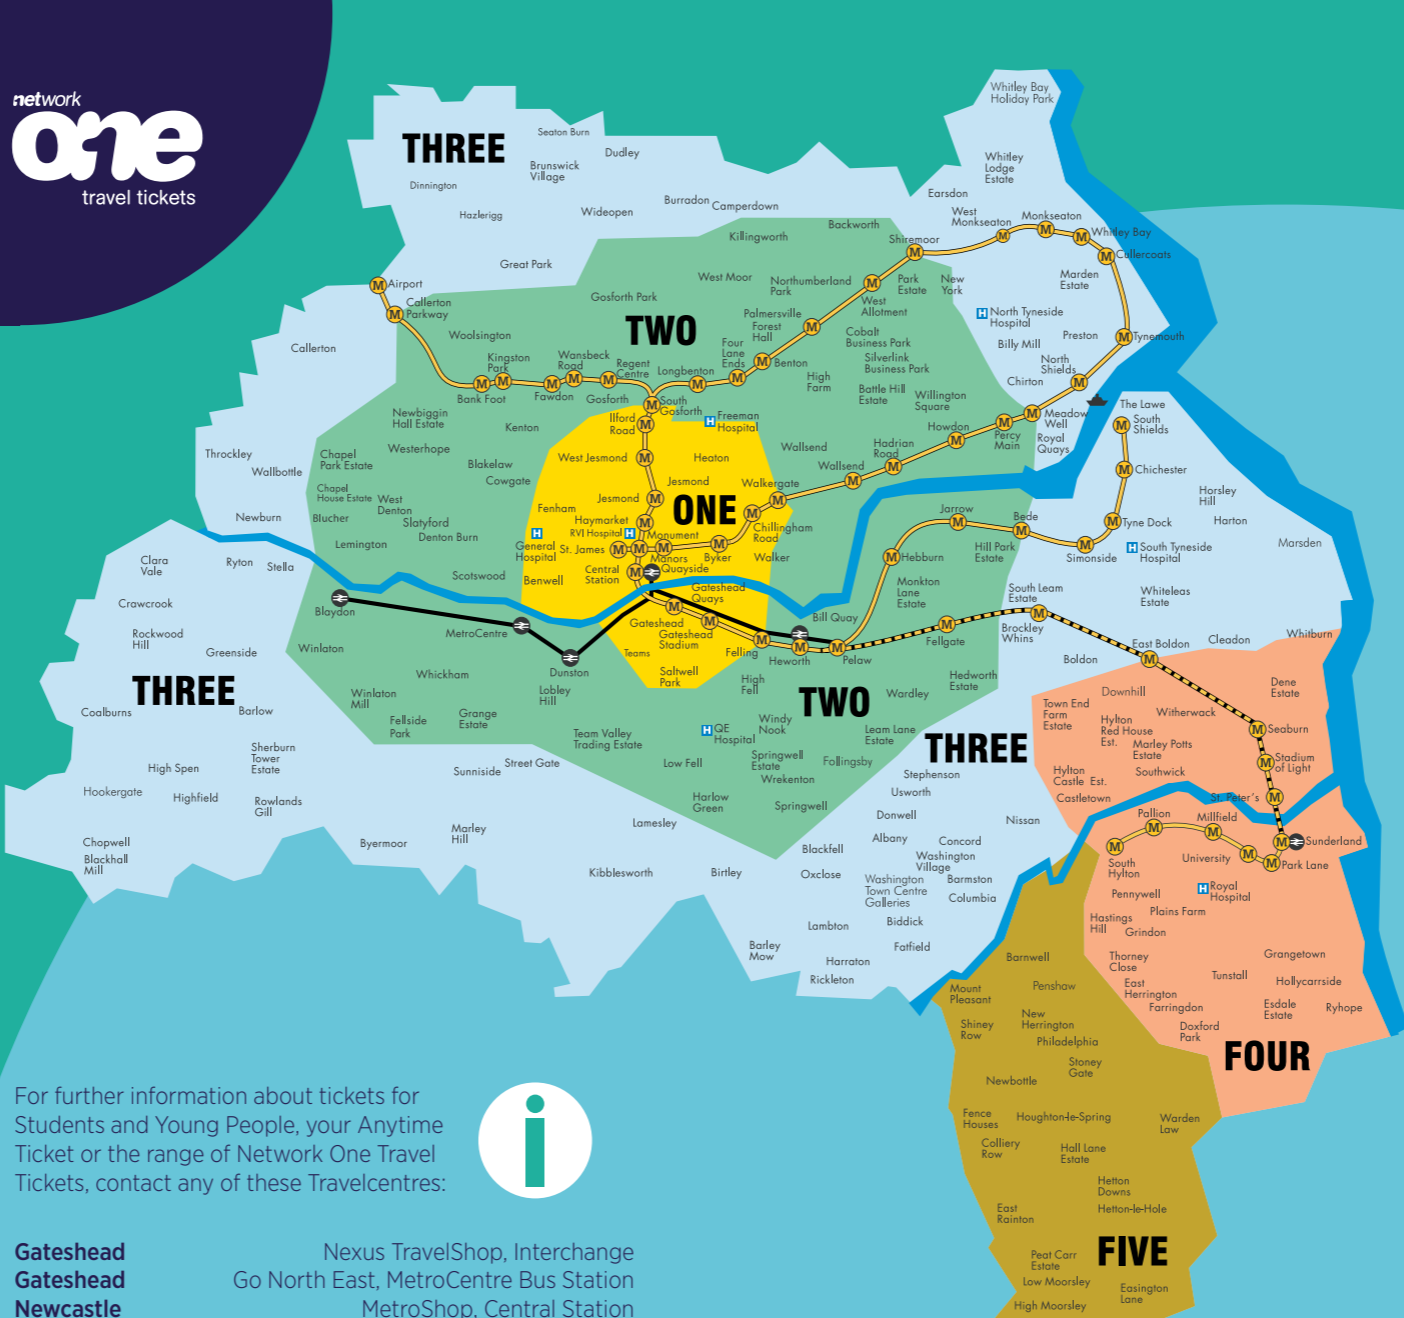 network
one
travel tickets
THREE
Seaton Burn
Dudley
Brunswick
Village
Dinnington
Hazlerigg
Wideopen
Burradon
Camperdown
Great Park
Whitley Bay
Holiday Park
Whitley
Lodge
Estate
Earsdon
West
Monkseaton
Monkseaton
Whitley Bay
Cullercoats
Backworth
Shiremoor
Killingworth
Marden
Estate
Airport
Callerton
Parkway
Callerton
Woolsington
Gosforth Park
West Moor
Northumberland
Park
Park
Estate
New
York
West
Allotment
TWO
Palmersville
Forest
Hall
Cobalt
Business Park
Silverlink
Business Park
North Tyneside
Hospital
Billy Mill
Preston
Tynemouth
North
Shields
Chirton
Kingston
Park
Wansbeck
Road
Regent
Centre
Longbenton
Four
Lane
Ends
Benton
High
Farm
Battle Hill
Estate
Willington
Square
Bank Foot
Fawdon
Gosforth
South
Gosforth
Ilford
Road
Freeman
Hospital
Howdon
Percy
Main
Meadow
Well
Royal
Quays
The Lawe
South
Shields
Newbiggin
Hall Estate
Kenton
Westerhope
Throckley
Wallbottle
Chapel
Park Estate
Blakelaw
Cowgate
West Jesmond
Heaton
Wallsend
Wallsend
Hadrian
Road
Walkergate
Chichester
Chapel
House Estate
West
Denton
Jesmond
Jesmond
ONE
Horsley
Hill
Newburn
Blucher
Slatyford
Denton Burn
Lemington
Fenham
Haymarket
RVI Hospital
Monument
General
Hospital
St. James
Manors
Byker
Chillingham
Road
Walker
Jarrow
Bede
Tyne Dock
Harton
Marsden
Hill Park
Estate
Simonside
South Tyneside
Hospital
Clara
Vale
Ryton
Stella
Scotswood
Benwell
Central
Station
Quayside
Gateshead
Quays
Hebburn
Monkton
Lane
Estate
South Leam
Estate
Whiteleas
Estate
Crawcrook
Blaydon
Bill Quay
Rockwood
Hill
Greenside
Winlaton
MetroCentre
Dunston
Gateshead
Gateshead
Stadium
Teams
Felling
Heworth
Pelaw
Fellgate
Brockley
Whins
East Boldon
Cleadon
Whitburn
Boldon
THREE
Whickham
Saltwell
Park
High
Fell
Hedworth
Estate
Wardley
Winlaton
Mill
Lobley
Hill
TWO
Coalburns
Barlow
Fellside
Park
Grange
Estate
Team Valley
Trading Estate
QE
Hospital
Windy
Nook
Leam Lane
Estate
THREE
Dene
Estate
Downhill
Town End
Farm
Estate
Witherwack
Hylton
Red House
Est.
Seaburn
Marley Potts
Estate
Southwick
Stadium
of Light
Hylton
Castle Est.
Castletown
St. Peter's
Sherburn
Tower
Estate
High Spen
Sunniside
Street Gate
Low Fell
Springwell
Estate
Wrekenton
Follingsby
Stephenson
Usworth
Hookergate
Highfield
Rowlands
Gill
Harlow
Green
Springwell
Donwell
Nissan
Pallion
Millfield
Sunderland
Chopwell
Blackhall
Mill
Byermoor
Marley
Hill
Lamesley
Albany
Concord
Blackfell
Washington
Village
South
Hylton
University
Park Lane
Kibblesworth
Birtley
Oxclose
Washington
Town Centre
Galleries
Barmston
Columbia
Royal
Hospital
Pennywell
Plains Farm
Biddick
Lambton
Hastings
Hill
Grindon
Barley
Mow
Fatfield
Harraton
Rickleton
Barnwell
Thorney
Close
Grangetown
Tunstall
Hollycarrside
Mount
Pleasant
Penshaw
East
Herrington
Farringdon
Esdale
Estate
Ryhope
Shiney
Row
New
Herrington
Philadelphia
Doxford
Park
FOUR
Stoney
Gate
Newbottle
Fence
Houses
Houghton-le-Spring
Warden
Law
Colliery
Row
Hall Lane
Estate
Hetton
Downs
East
Rainton
Hetton-le-Hole
FIVE
Peat Carr
Estate
Low Moorsley
High Moorsley
Easington
Lane
For further information about tickets for
Students and Young People, your Anytime
Ticket or the range of Network One Travel
Tickets, contact any of these Travelcentres:
i
Gateshead Nexus TravelShop, Interchange
Gateshead Go North East, MetroCentre Bus Station
Newcastle MetroShop, Central Station